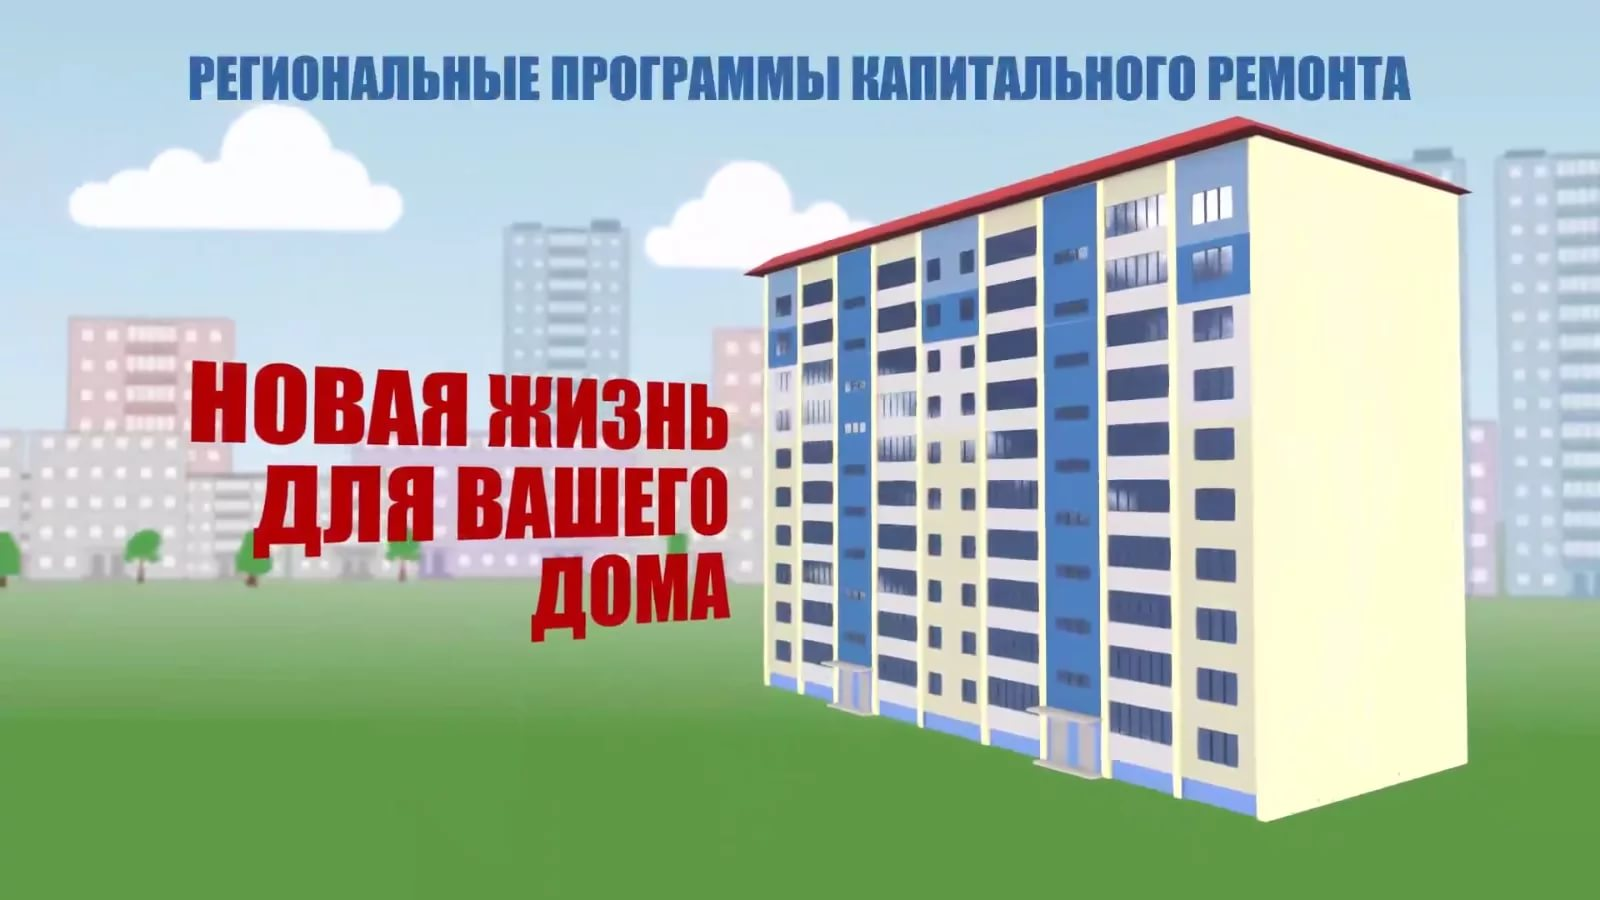 РЕГИОНАЛЬНЫЕ ПРОГРАММЫ КАПИТАЛЬНОГО РЕМОНТА
НОВАЯ ЖИЗНЬ
ДЛЯ ВАШЕГО
ДОМА